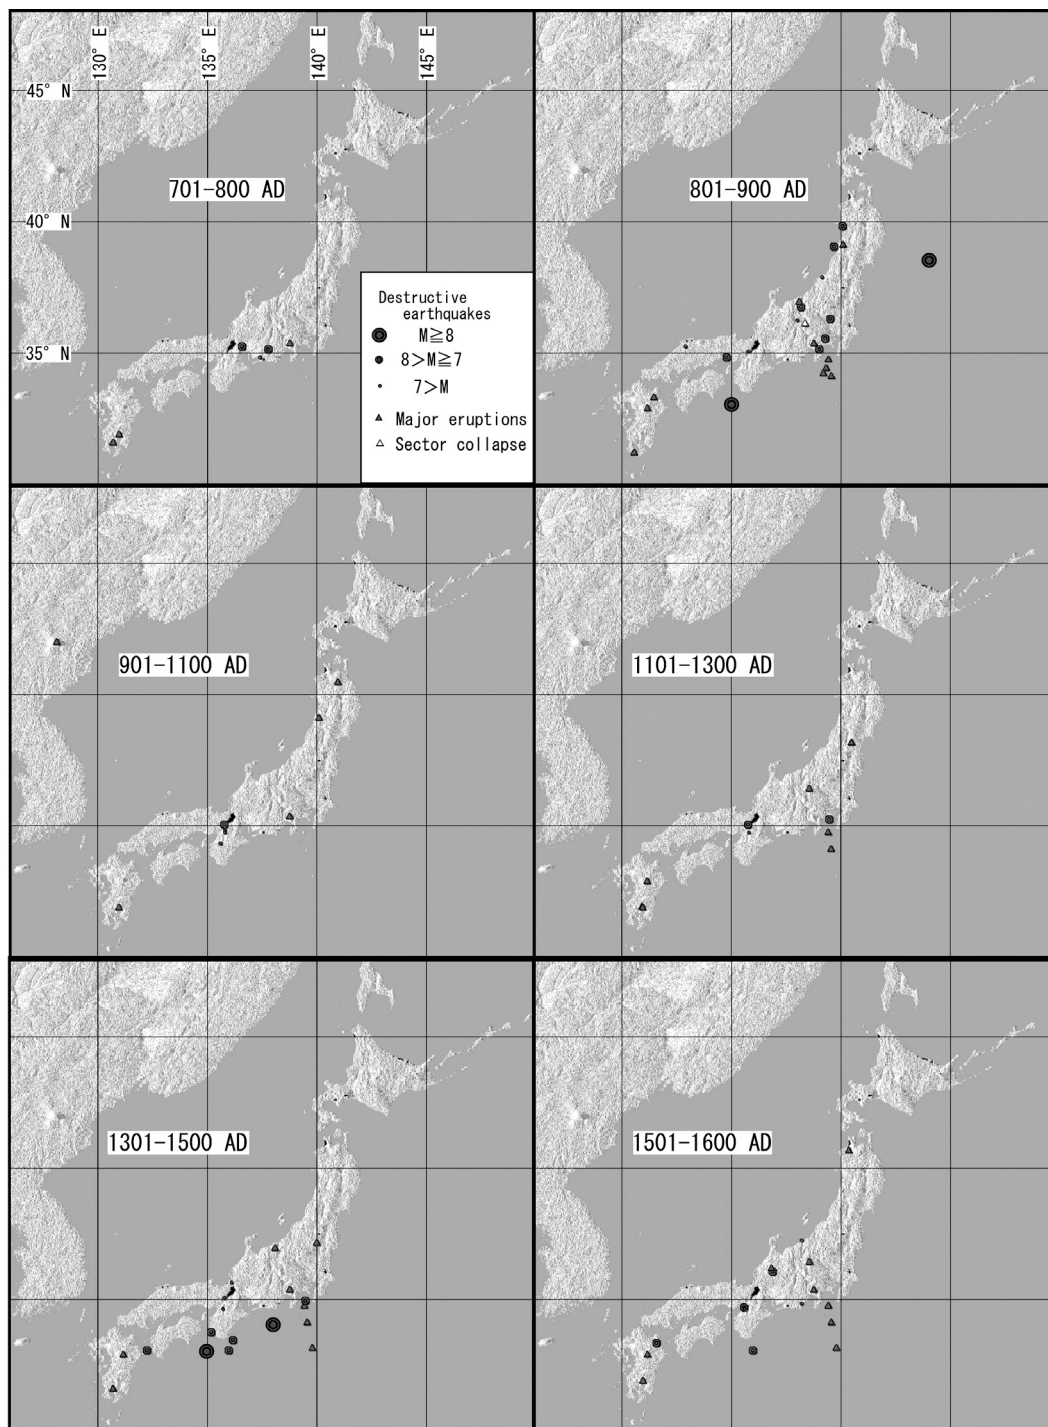 130° E
135° E
140° E
145° E
45° N
701-800 AD
40° N
Destructive
earthquakes
M≧8
35° N
8>M≧7
7>M
Major eruptions
Sector collapse
801-900 AD
901-1100 AD
1101-1300 AD
1301-1500 AD
1501-1600 AD